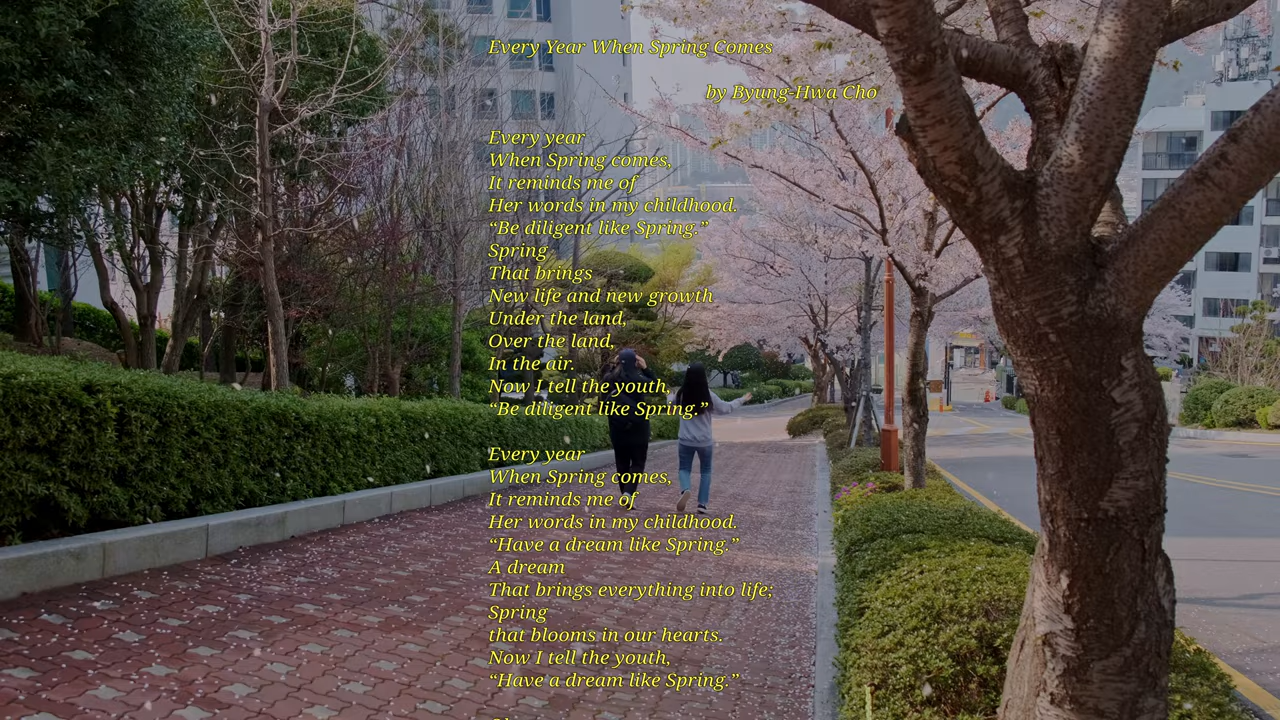 Every Year When Spring Comes
by Byung-Hwa Cho
Every year
When Spring comes,
It reminds me of
Her words in my childhood.
“Be diligent like Spring.”
Spring
That brings
New life and new growth
Under the land,
Over the land,
In the air.
Now I tell the youth,
“Be diligent like Spring.”
Every year
When Spring comes,
It reminds me of
Her words in my childhood.
“Have a dream like Spring.”
A dream
That brings everything into life;
Spring
that blooms in our hearts.
Now I tell the youth,
“Have a dream like Spring.”